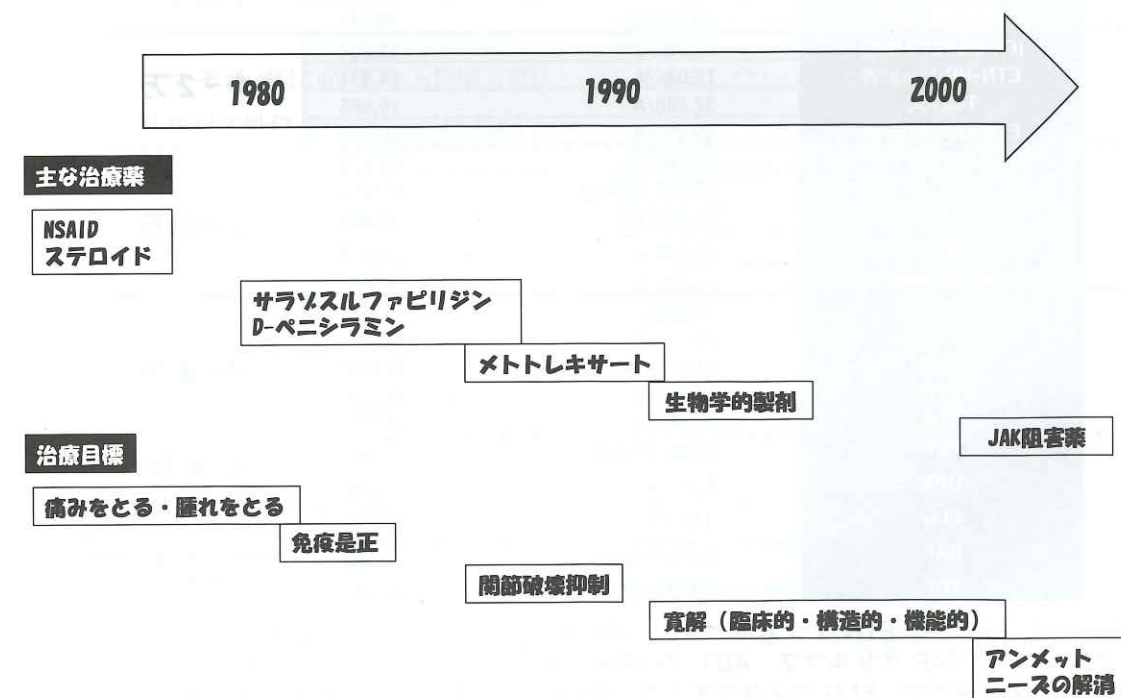 1980
1990
2000
主な治療薬
NSAID
ステロイド
サラゾスルファピリジン
D-ペニシラミン
メトトレキサート
生物学的製剤
JAK阻害薬
治療目標
痛みをとる・腫れをとる
免疫是正
関節破壊抑制
寛解（臨床的・構造的・機能的）
アンメット
ニーズの解消